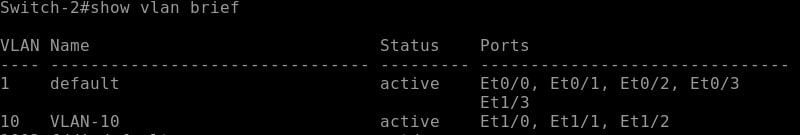 Switch-2#show vlan brief
VLAN Name                             Status    Ports
---- -------------------------------- --------- -------------------------------
1    default                          active    Et0/0, Et0/1, Et0/2, Et0/3
                                                Et1/3
10   VLAN-10                          active    Et1/0, Et1/1, Et1/2